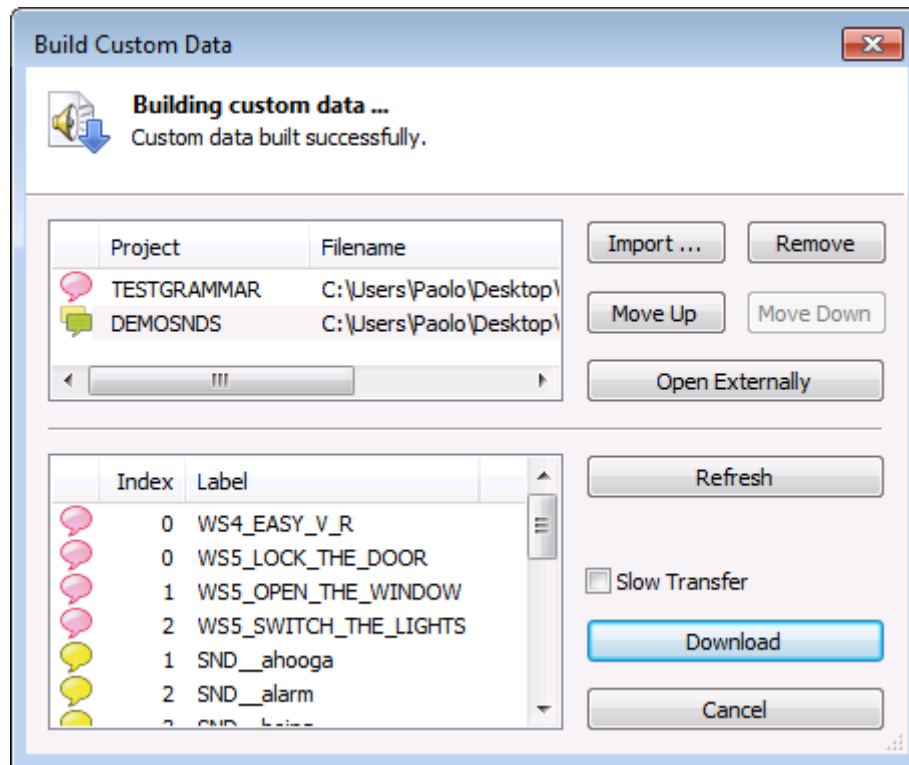 Build Custom Data
Building custom data ...
Custom data built successfully.
Project Filename
TESTGRAMMAR C:\Users\Paolo\Desktop\
DEMOSNDS C:\Users\Paolo\Desktop\
Import ... Remove
Move Up Move Down
Open Externally
Index Label
0 WS4_EASY_V_R
0 WS5_LOCK_THE_DOOR
1 WS5_OPEN_THE_WINDOW
2 WS5_SWITCH_THE_LIGHTS
1 SND__ahooga
2 SND__alarm
Refresh
Slow Transfer
Download
Cancel